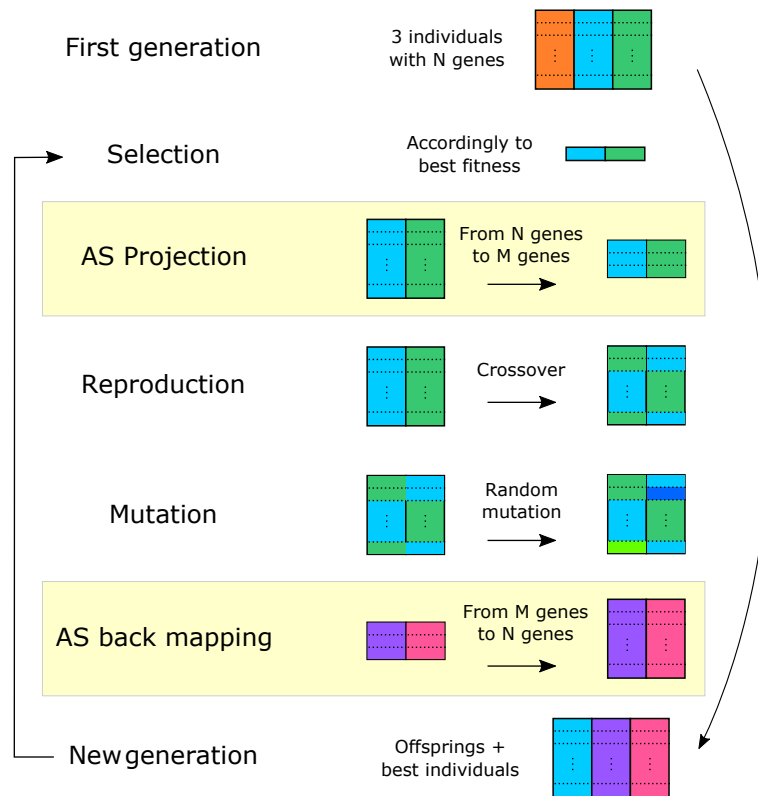 First generation
3 individuals
with N genes
Selection
Accordingly to
best fitness
AS Projection
From N genes
to M genes
Reproduction
Crossover
Mutation
Random
mutation
AS back mapping
From M genes
to N genes
New generation
Offsprings +
best individuals